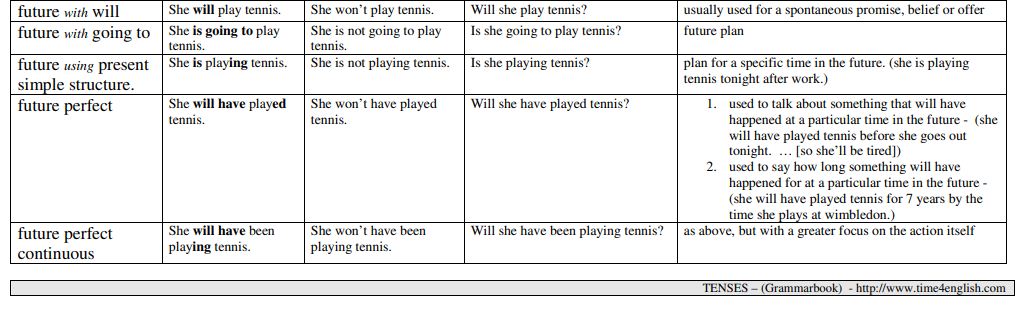 future with will She will play tennis. She won't play tennis. Will she play tennis? usually used for a spontaneous promise, belief or offer
future with going to She is going to play tennis. She is not going to play tennis. Is she going to play tennis? future plan
future using present simple structure. She is playing tennis. She is not playing tennis. Is she playing tennis? plan for a specific time in the future. (she is playing tennis tonight after work.)
future perfect She will have played tennis. She won't have played tennis. Will she have played tennis?
1. used to talk about something that will have
happened at a particular time in the future - (she
will have played tennis before she goes out
tonight. … [so she'll be tired])
2. used to say how long something will have
happened for at a particular time in the future -
(she will have played tennis for 7 years by the
time she plays at wimbledon.)
future perfect continuous She will have been playing tennis. She won't have been playing tennis. Will she have been playing tennis? as above, but with a greater focus on the action itself
TENSES – (Grammarbook) - http://www.time4english.com